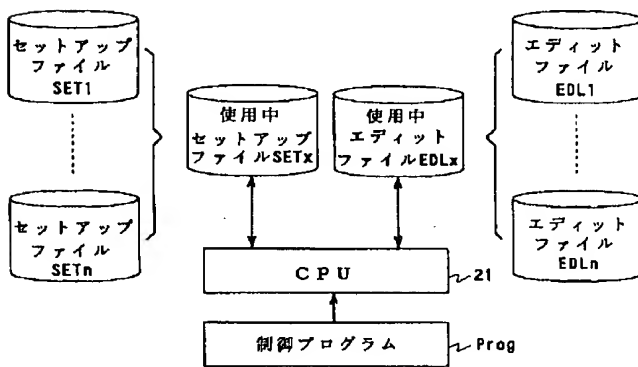 セットアップ
ファイル
SET1
セットアップ
ファイル
SETn
使用中
セットアップ
ファイルSETx
使用中
エディット
ファイルEDLx
エディット
ファイル
EDL1
エディット
ファイル
EDLn
CPU
21
制御プログラム
Prog